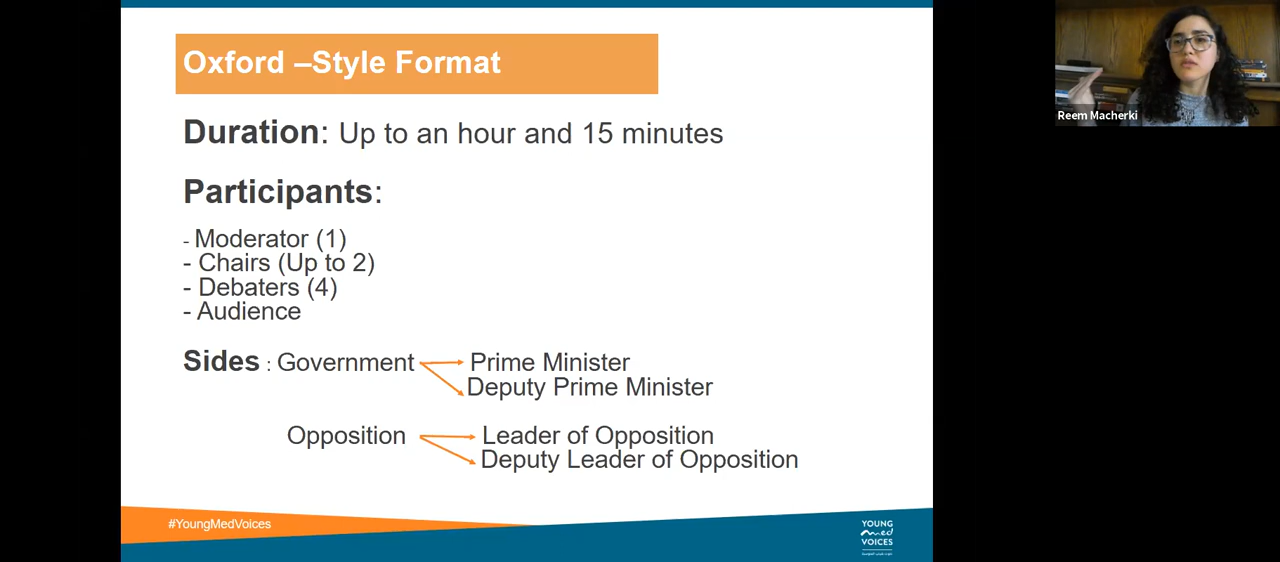 Oxford –Style Format
Duration: Up to an hour and 15 minutes
Participants:
- Moderator (1)
- Chairs (Up to 2)
- Debaters (4)
- Audience
Sides : Government
Prime Minister
Deputy Prime Minister
Opposition
Leader of Opposition
Deputy Leader of Opposition
#YoungMedVoices
YOUNG
med
VOICES
Reem Macherki